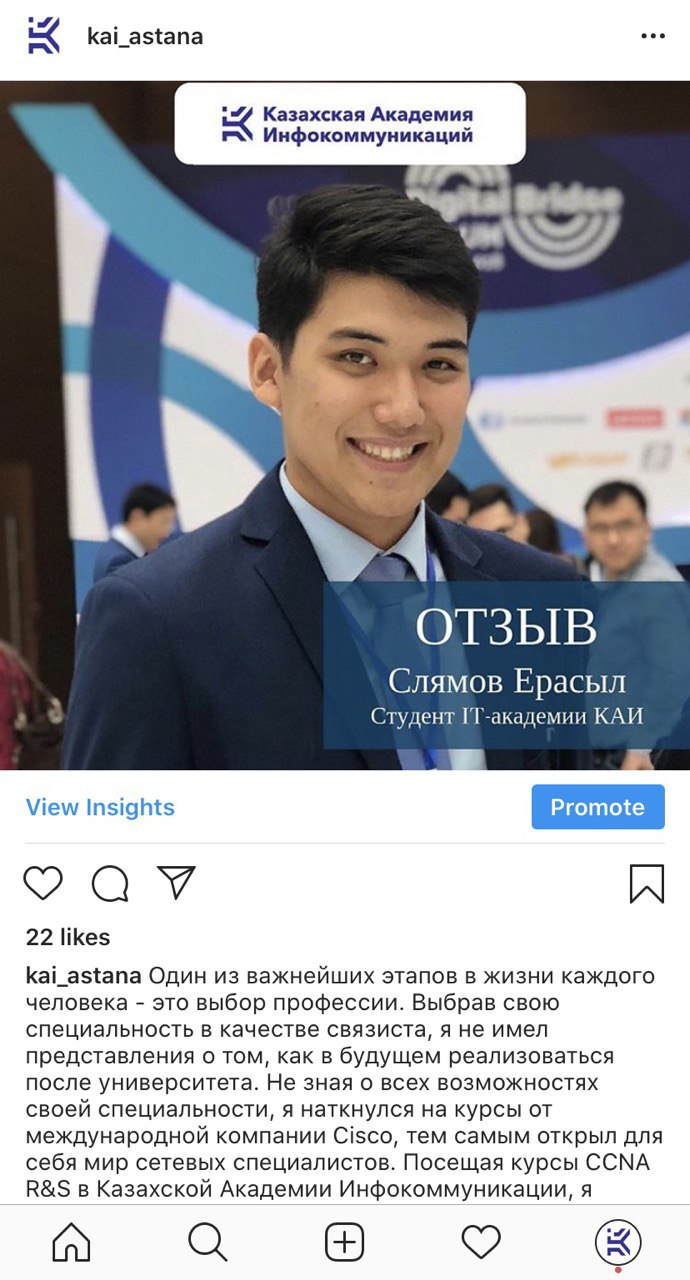 kai_astana
Казахская Академия
Инфокоммуникаций
Digital Bridge
ОТЗЫВ
Слямов Ерасыл
Студент IT-академии КАИ
View Insights
Promote
22 likes
kai_astana Один из важнейших этапов в жизни каждого
человека - это выбор профессии. Выбрав свою
специальность в качестве связиста, я не имел
представления о том, как в будущем реализоваться
после университета. Не зная о всех возможностях
своей специальности, я наткнулся на курсы от
международной компании Cisco, тем самым открыл для
себя мир сетевых специалистов. Посещая курсы CCNA
R&S в Казахской Академии Инфокоммуникации, я